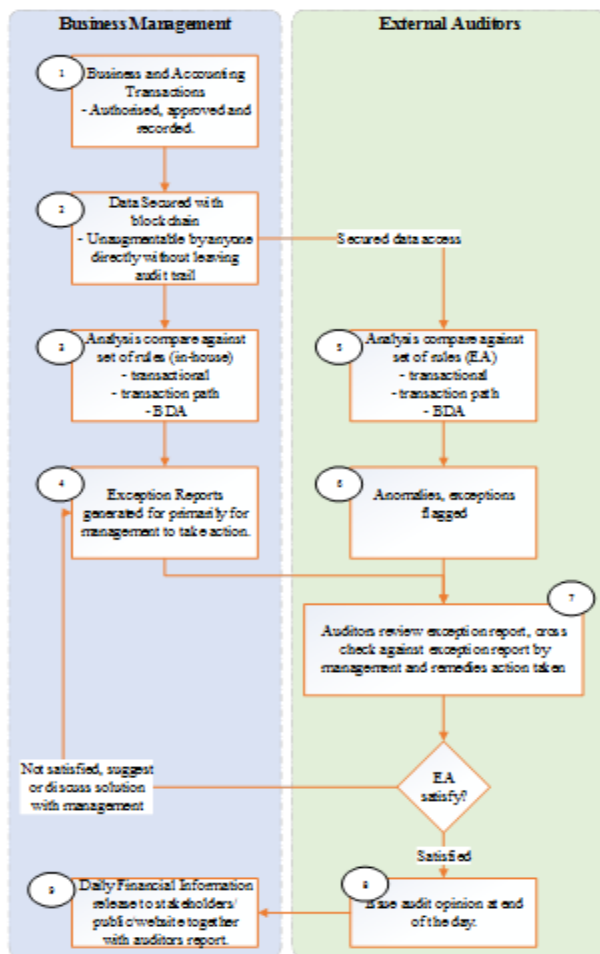 Business Management
External Auditors
1
Business and Accounting
Transactions
- Authorised, approved and
recorded.
2
Data Secured with
blockchain
- Unaugmentable by anyone
directly without leaving
audit trail
Secured data access
3
Analysis compare against
set of rules (in-house)
- transactional
- transaction path
- BDA
5
Analysis compare against
set of rules (EA)
- transactional
- transaction path
- BDA
4
Exception Reports
generated for primarily for
management to take action.
6
Anomalies, exceptions
flagged
7
Auditors review exception report, cross
check against exception report by
management and remedies action taken
Not satisfied, suggest
or discuss solution
with management
EA
satisfy?
Satisfied
9
Daily Financial Information
release to stakeholders/
public/website together
with auditors report.
8
Issue audit opinion at end
of the day.